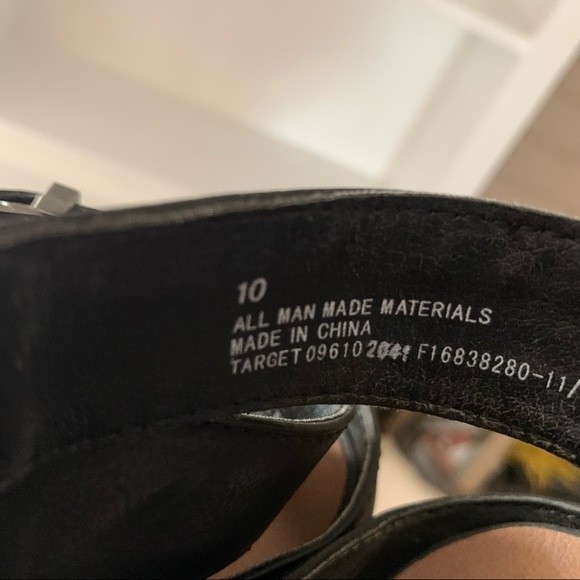 10
ALL MAN MADE MATERIALS
MADE IN CHINA
TARGET 09610 F16838280-11/